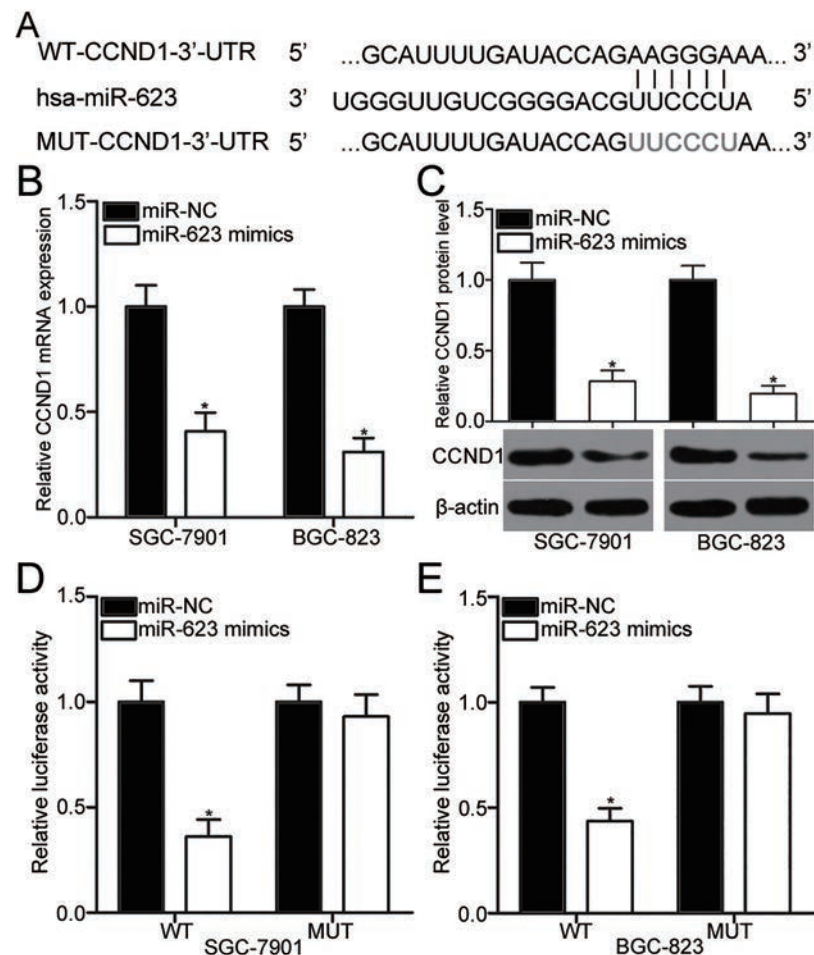 A
WT-CCND1-3'-UTR 5' ...GCAUUUUGAUACCAGAAGGGAAA... 3'
hsa-miR-623 3' UGGGUUGUCGGGGACGUUCCCUA 5'
MUT-CCND1-3'-UTR 5' ...GCAUUUUGAUACCAGUUCCCUAA... 3'
B
Relative CCND1 mRNA expression
1.5
1.0
0.5
0.0
miR-NC
miR-623 mimics
*
*
SGC-7901 BGC-823
C
Relative CCND1 protein level
1.5
1.0
0.5
0.0
miR-NC
miR-623 mimics
*
*
CCND1
β-actin
SGC-7901 BGC-823
D
Relative luciferase activity
1.5
1.0
0.5
0.0
miR-NC
miR-623 mimics
*
WT MUT
SGC-7901
E
Relative luciferase activity
1.5
1.0
0.5
0.0
miR-NC
miR-623 mimics
*
WT MUT
BGC-823